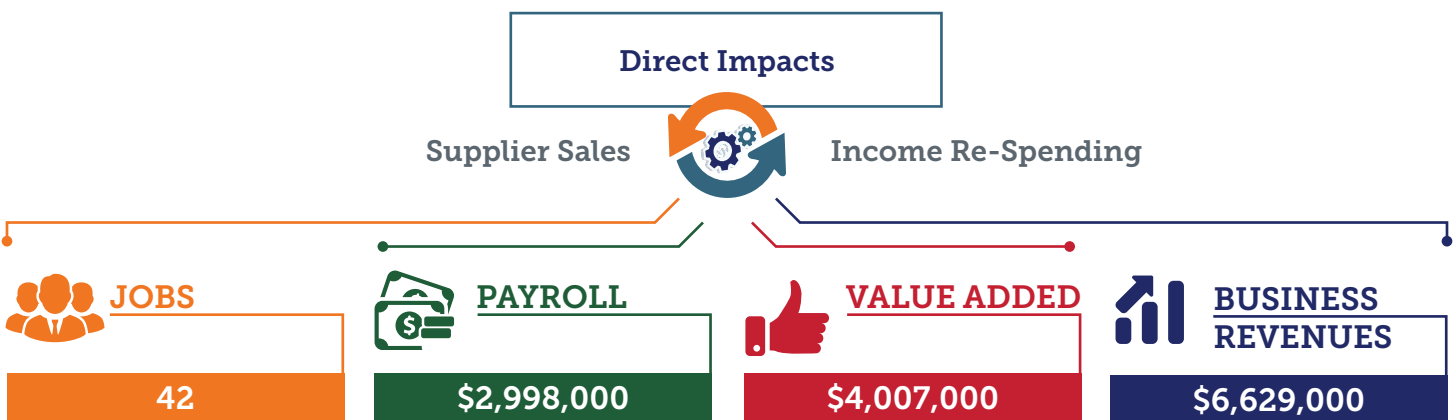 Direct Impacts
Supplier Sales
Income Re-Spending
JOBS
42
PAYROLL
$
$2,998,000
VALUE ADDED
$4,007,000
BUSINESS
REVENUES
$6,629,000